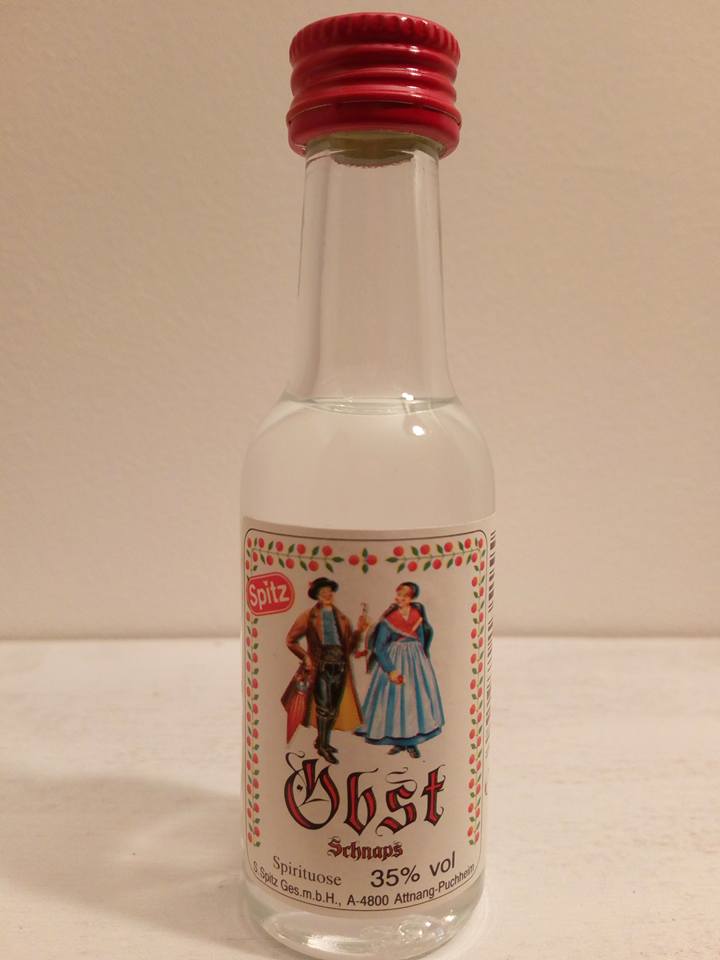 Spitz
Obst
Schnaps
Spirituose 35% vol
S. Spitz Ges.m.b.H., A-4800 Attnang-Puchheim